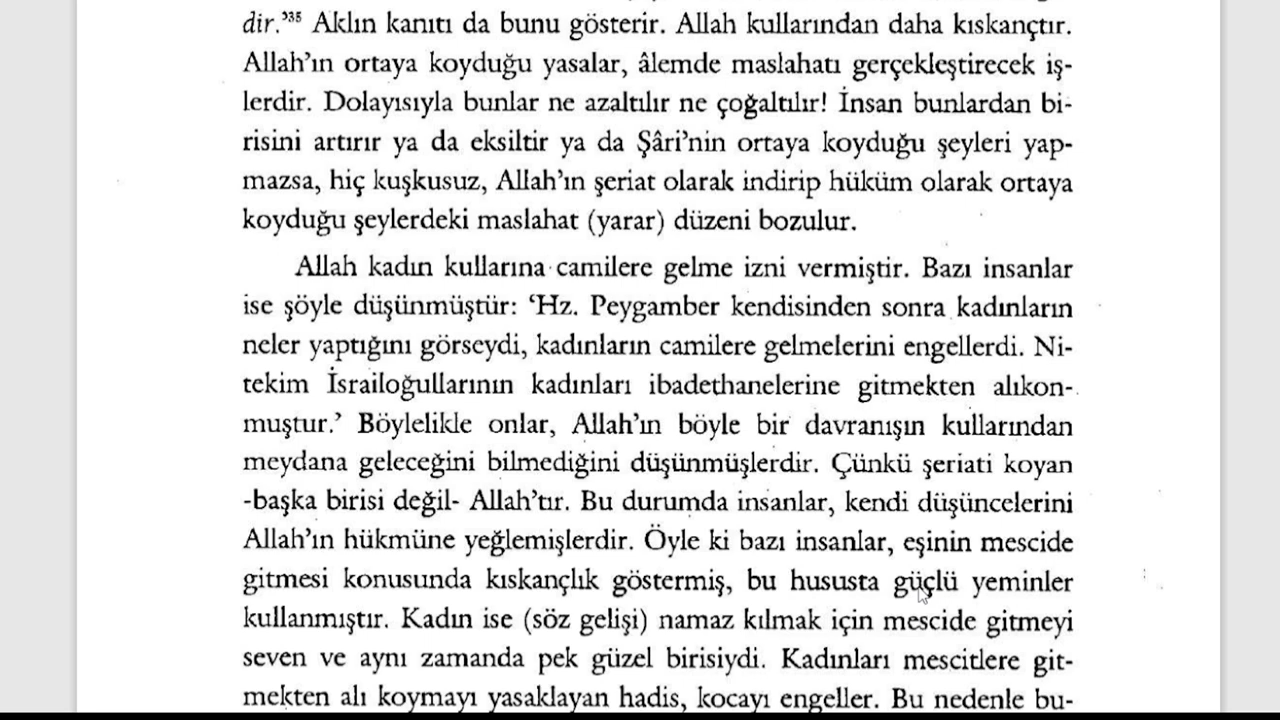 dir.’³⁵ Aklın kanıtı da bunu gösterir. Allah kullarından daha kıskançtır.
Allah’ın ortaya koyduğu yasalar, âlemde maslahatı gerçekleştirecek iş-
lerdir. Dolayısıyla bunlar ne azaltılır ne çoğaltılır! İnsan bunlardan bi-
risini artırır ya da eksiltir ya da Şâri’nin ortaya koyduğu şeyleri yap-
mazsa, hiç kuşkusuz, Allah’ın şeriat olarak indirip hüküm olarak ortaya
koyduğu şeylerdeki maslahat (yarar) düzeni bozulur.
Allah kadın kullarına camilere gelme izni vermiştir. Bazı insanlar
ise şöyle düşünmüştür: ‘Hz. Peygamber kendisinden sonra kadınların
neler yaptığını görseydi, kadınların camilere gelmelerini engellerdi. Ni-
tekim İsrailoğullarının kadınları ibadethanelerine gitmekten alıkon-
muştur.’ Böylelikle onlar, Allah’ın böyle bir davranışın kullarından
meydana geleceğini bilmediğini düşünmüşlerdir. Çünkü şeriati koyan
-başka birisi değil- Allah’tır. Bu durumda insanlar, kendi düşüncelerini
Allah’ın hükmüne yeğlemişlerdir. Öyle ki bazı insanlar, eşinin mescide
gitmesi konusunda kıskançlık göstermiş, bu hususta güçlü yeminler
kullanmıştır. Kadın ise (söz gelişi) namaz kılmak için mescide gitmeyi
seven ve aynı zamanda pek güzel birisiydi. Kadınları mescitlere git-
mekten alı koymayı yasaklayan hadis, kocayı engeller. Bu nedenle bu-